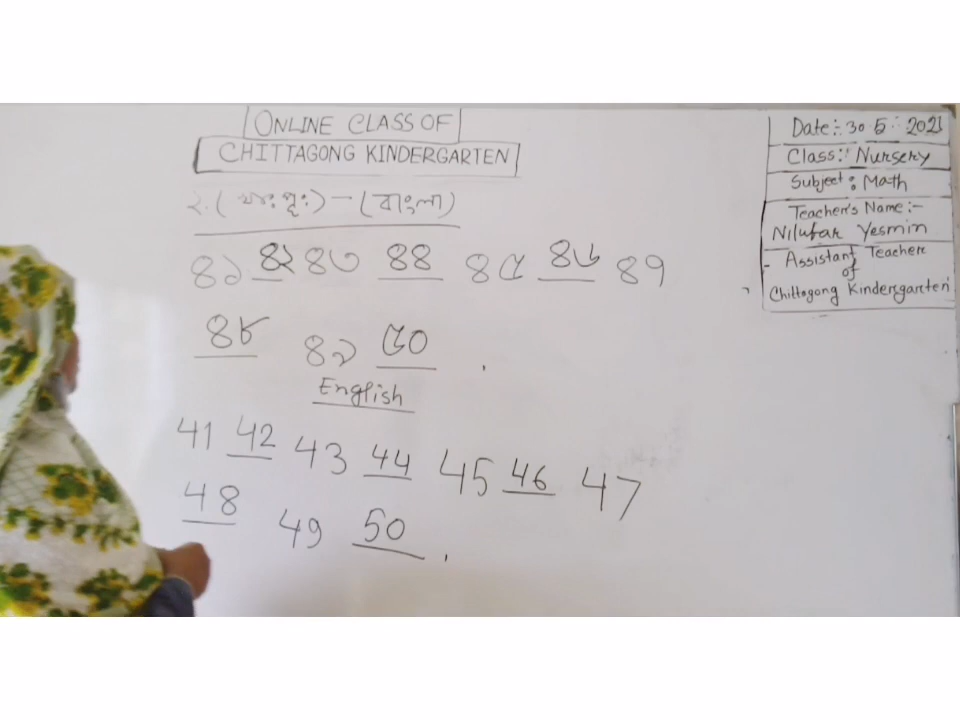 ONLINE CLASS OF
CHITTAGONG KINDERGARTEN
২. (খাঃ পূঃ) - (বাংলা)
৪১ ৪২ ৪৩ ৪৪ ৪৫ ৪৬ ৪৭
৪৮ ৪৯ ৫০ .
English
41 42 43 44 45 46 47
48 49 50 .
Date:- 30 5 : 2021
Class:' Nursery
Subject: Math
Teacher's Name:-
Nilufar Yesmin
- Assistant Teacher
of
Chittagong Kindergarten